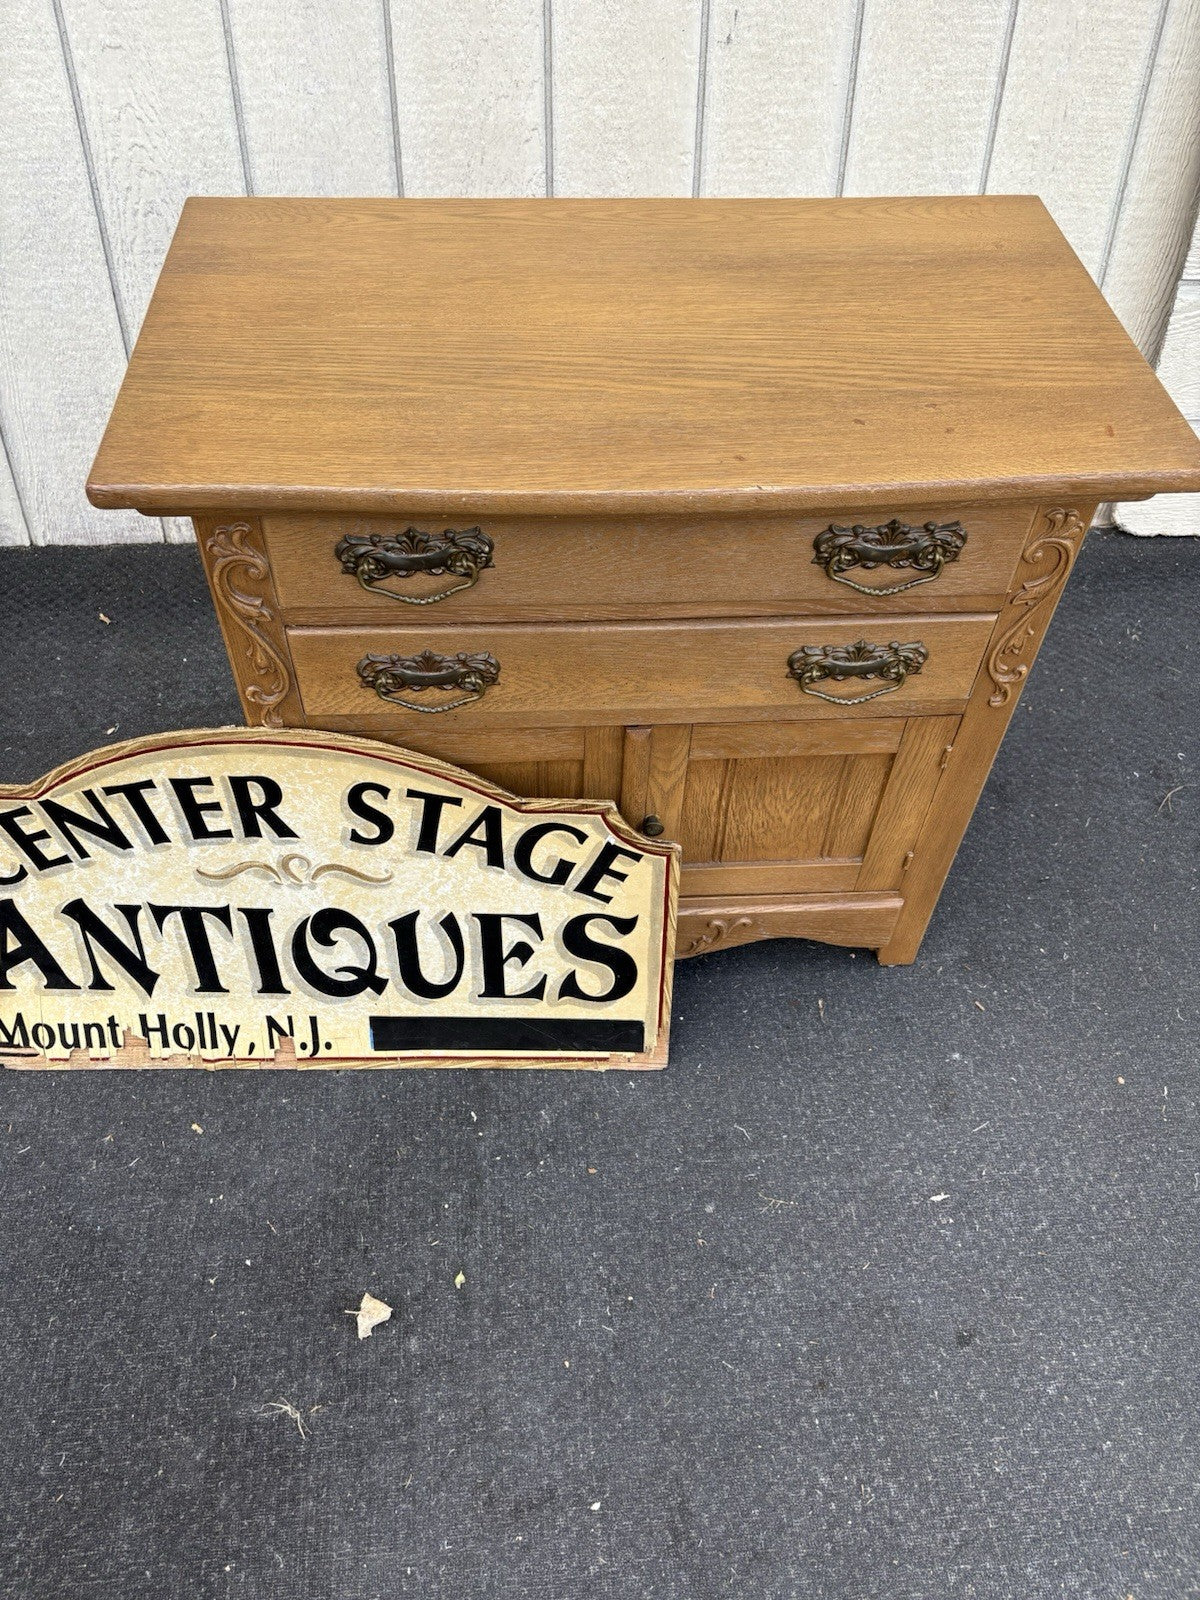 CENTER STAGE
ANTIQUES
Mount Holly, N.J.